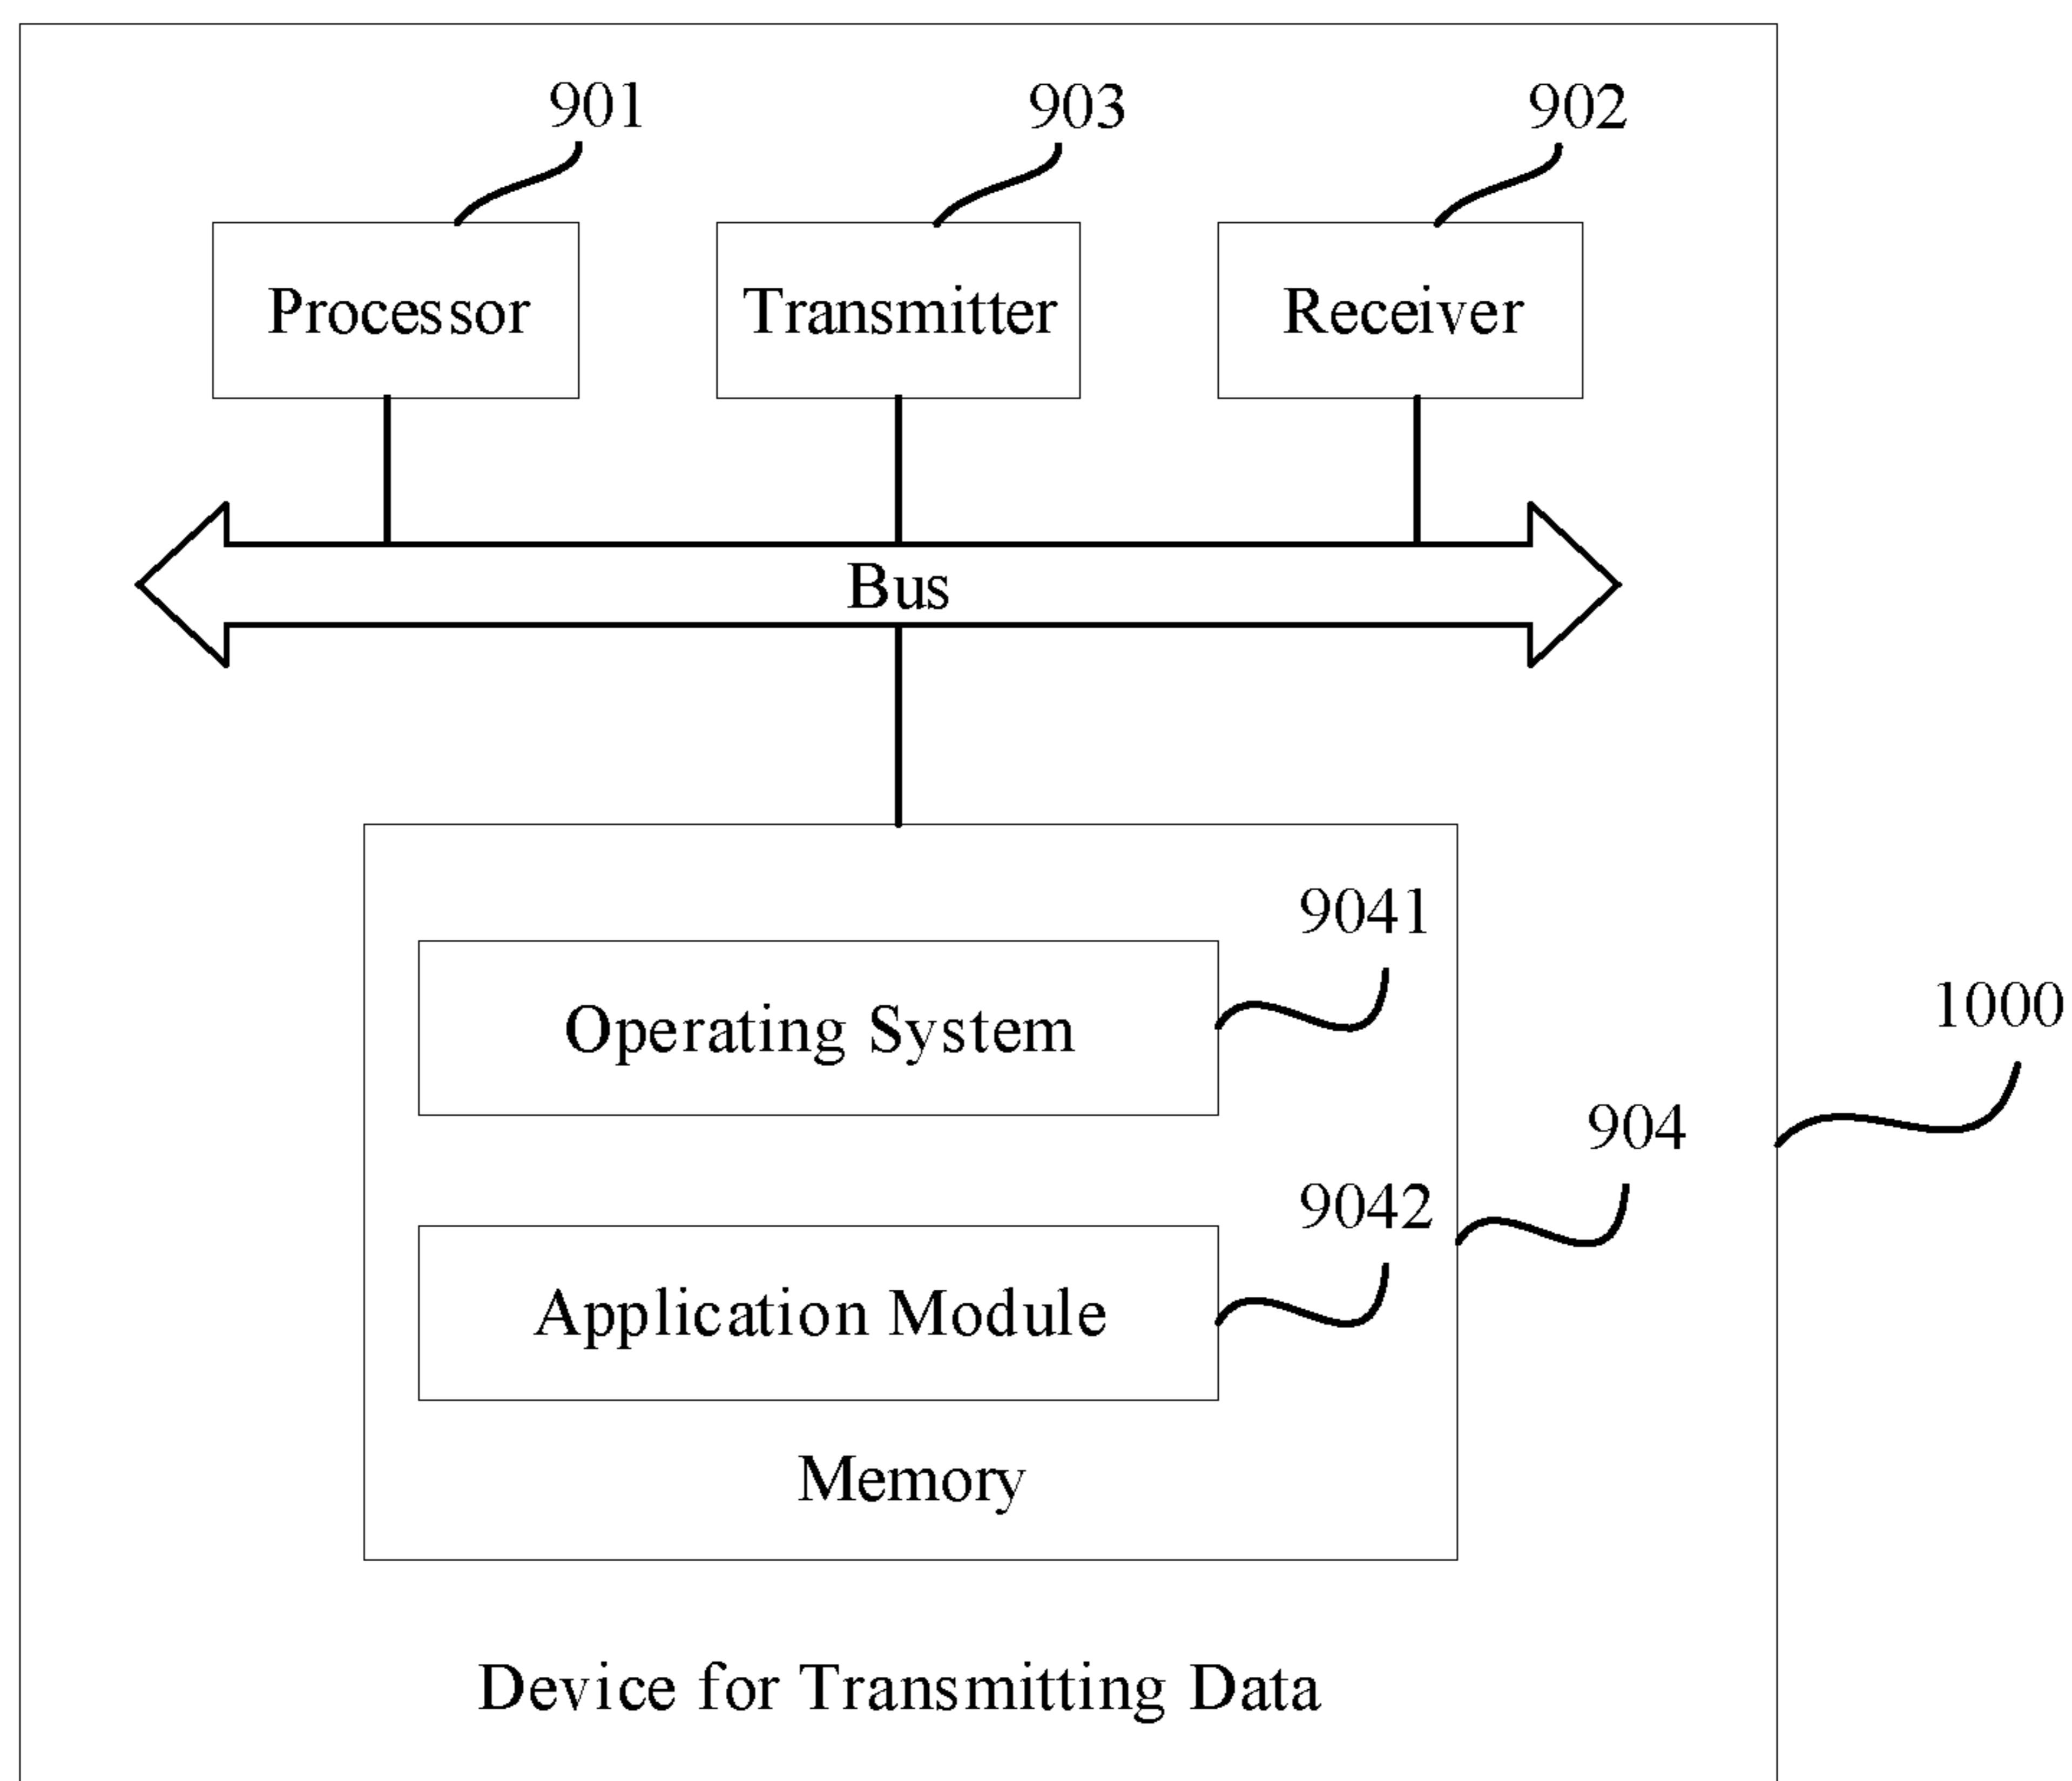 901 903 902
Processor Transmitter Receiver
Bus
9041
Operating System
1000
904
9042
Application Module
Memory
Device for Transmitting Data